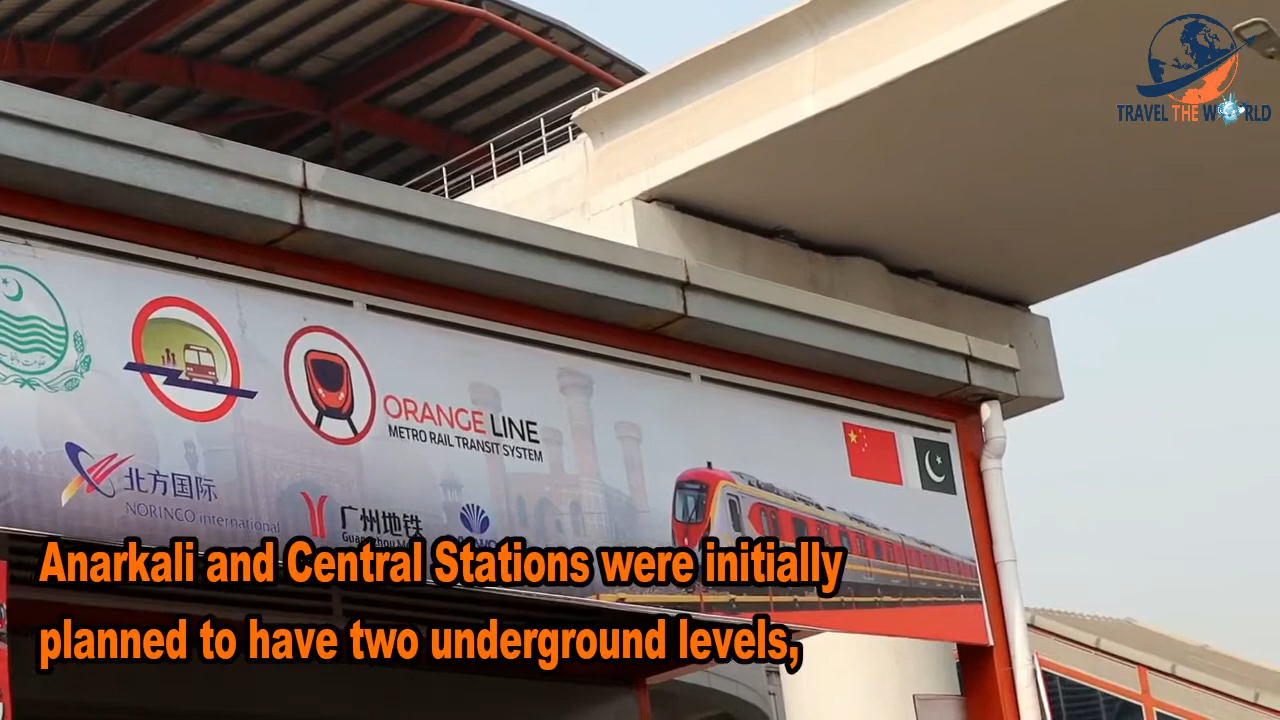 TRAVEL THE WORLD
ORANGE LINE
METRO RAIL TRANSIT SYSTEM
北方国际
NORINCO international
广州地铁
Anarkali and Central Stations were initially
planned to have two underground levels,